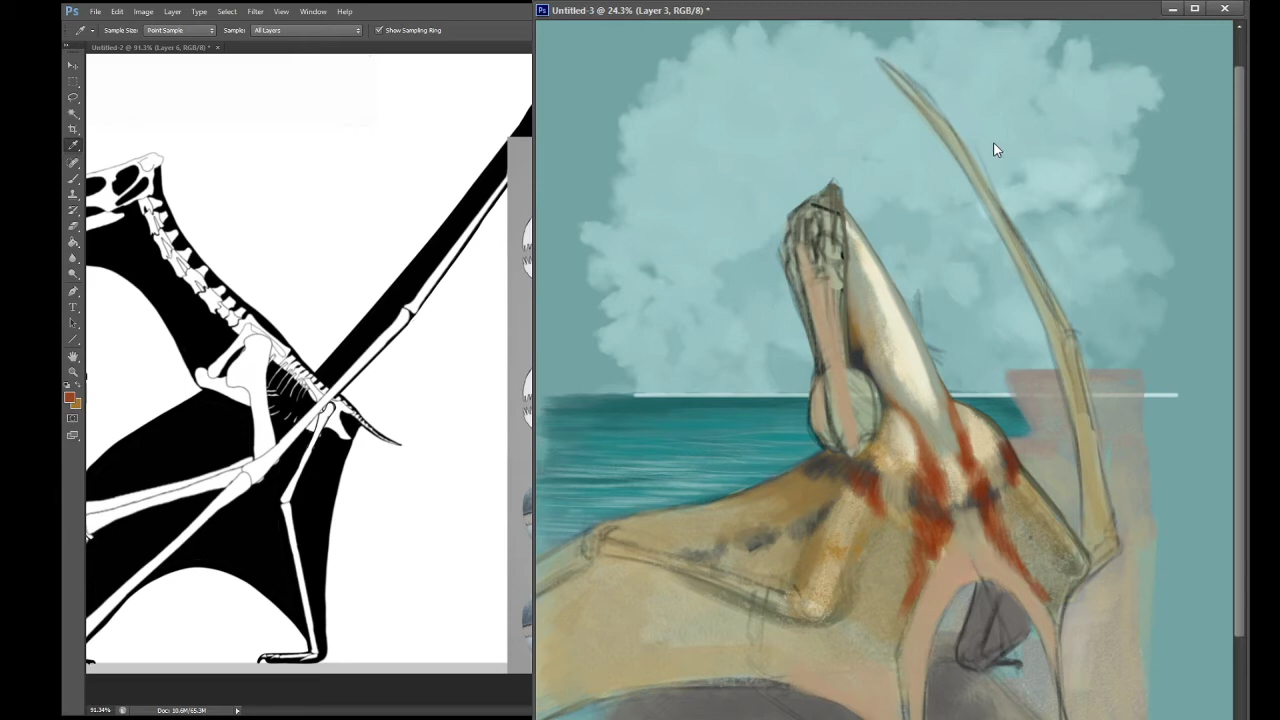 Ps File Edit Image Layer Type Select Filter View Window Help
Sample Size: Point Sample Sample: All Layers Show Sampling Ring
Untitled-2 @ 91.3% (Layer 6, RGB/8) * ×
91.34% Doc: 10.6M/65.3M
Ps Untitled-3 @ 24.3% (Layer 3, RGB/8) *